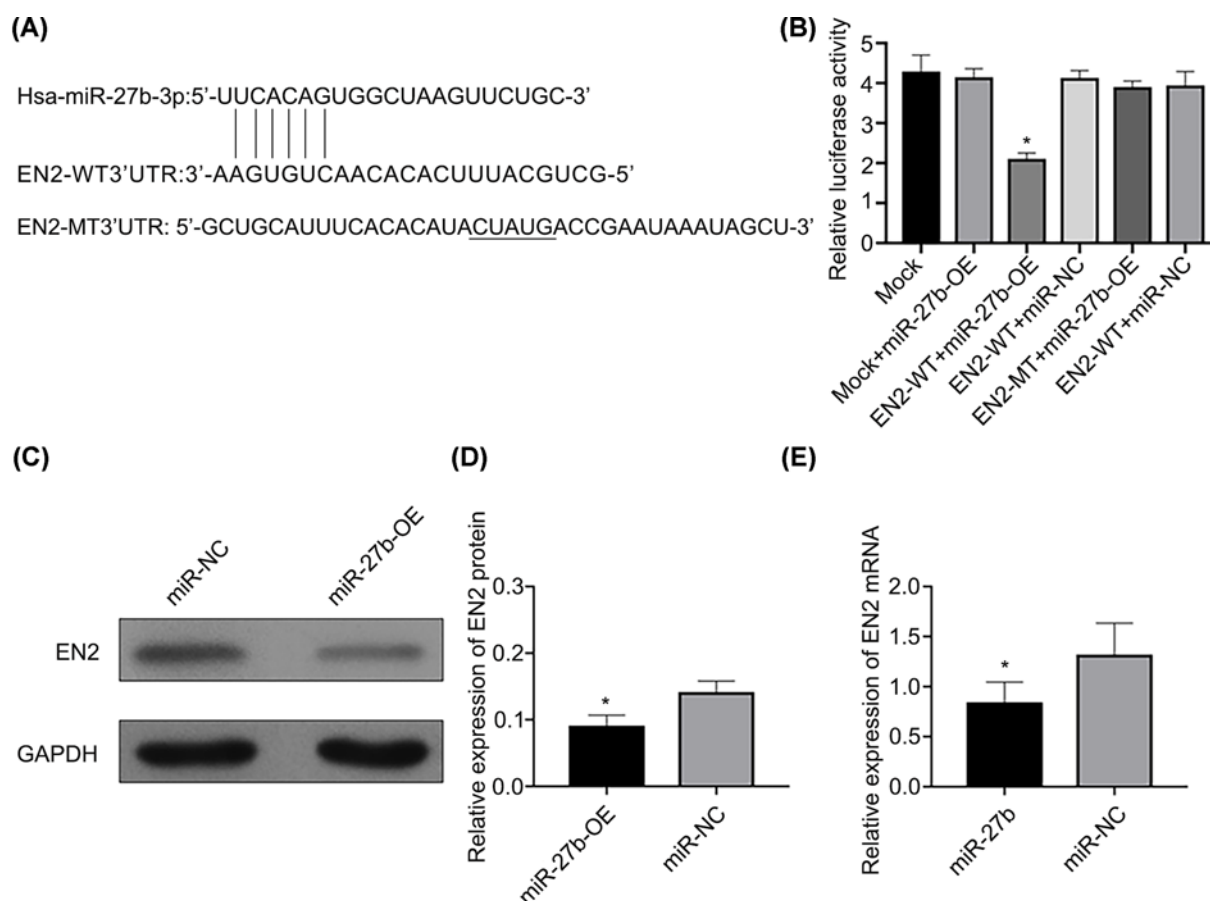 (A)
Hsa-miR-27b-3p:5’-UUCACAGUGGCUAAGUUCUGC-3’
EN2-WT3’UTR:3’-AAGUGUCAACACACUUUACGUCG-5’
EN2-MT3’UTR: 5’-GCUGCAUUUCACACAUACUAUGACCGAAUAAAUAGCU-3’
(B)
Relative luciferase activity
5
4
3
2
1
0
*
Mock
Mock+miR-27b-OE
EN2-WT+miR-27b-OE
EN2-WT+miR-NC
EN2-MT+miR-27b-OE
EN2-WT+miR-NC
(C)
miR-NC
miR-27b-OE
EN2
GAPDH
(D)
Relative expression of EN2 protein
0.3
0.2
0.1
0.0
*
miR-27b-OE
miR-NC
(E)
Relative expression of EN2 mRNA
2.0
1.5
1.0
0.5
0.0
*
miR-27b
miR-NC